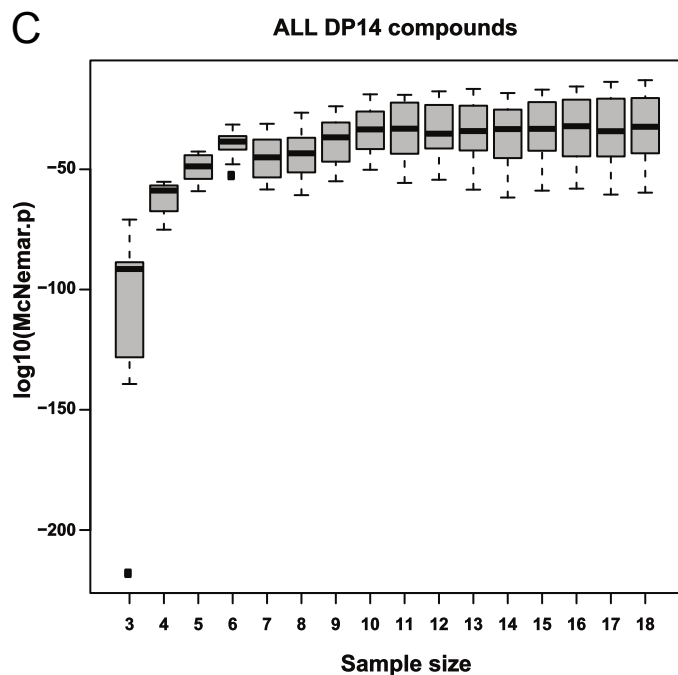 C
ALL DP14 compounds
log10(McNemar.p)
−50
−100
−150
−200
3 4 5 6 7 8 9 10 11 12 13 14 15 16 17 18
Sample size